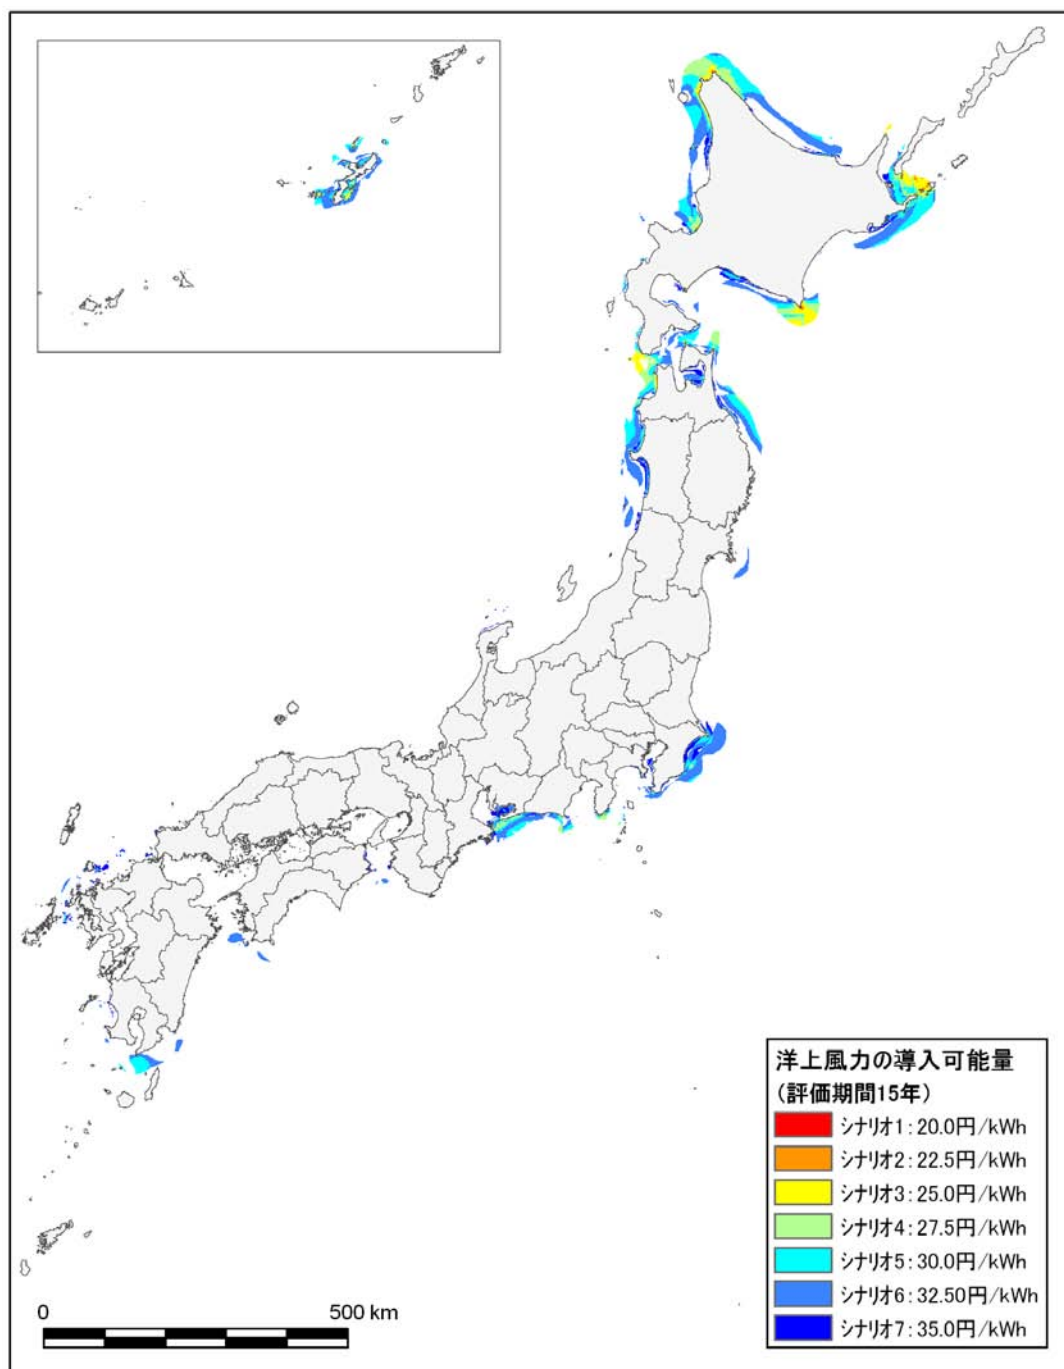 洋上風力の導入可能量
(評価期間15年)
シナリオ1:20.0円/kWh
シナリオ2:22.5円/kWh
シナリオ3:25.0円/kWh
シナリオ4:27.5円/kWh
シナリオ5:30.0円/kWh
シナリオ6:32.50円/kWh
シナリオ7:35.0円/kWh
0 500 km